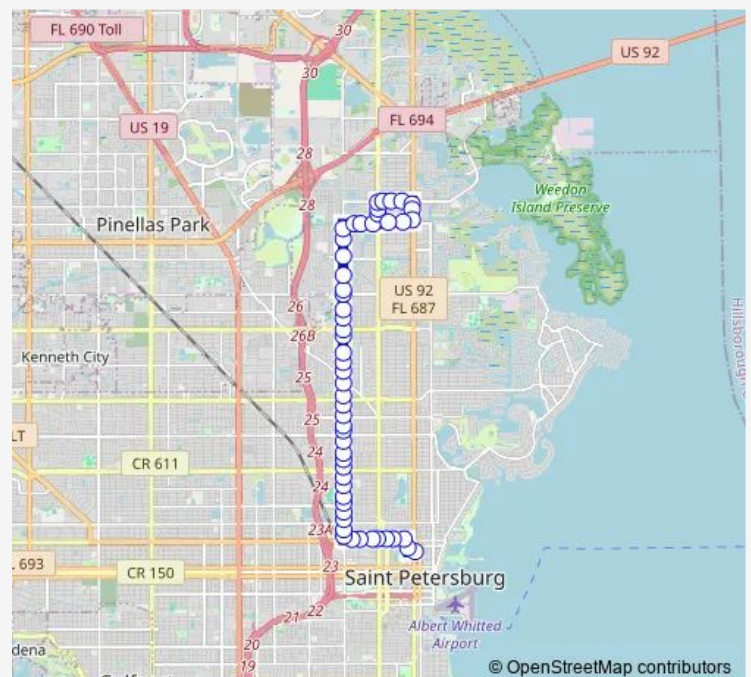 30
FL 690 Toll
US 92
30
FL 694
US 19
28
Weedon
Island Preserve
28
Pinellas Park
US 92
FL 687
26
26B
Kenneth City
25
25
24
CR 611
24
23A
693
23
CR 150
Saint Petersburg
22
21
Albert Whitted
Airport
20
19
dena
© OpenStreetMap contributors